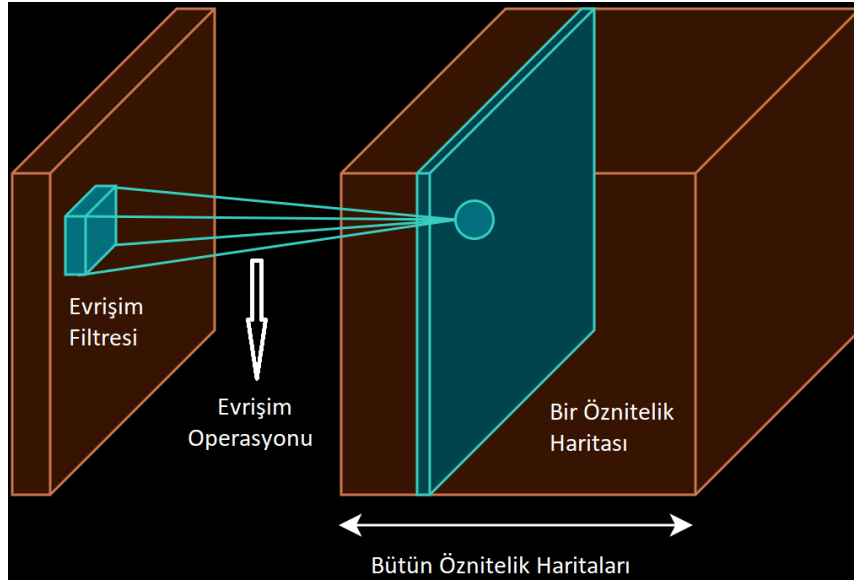 Evrişim
Filtresi
Evrişim
Operasyonu
Bir Öznitelik
Haritası
Bütün Öznitelik Haritaları